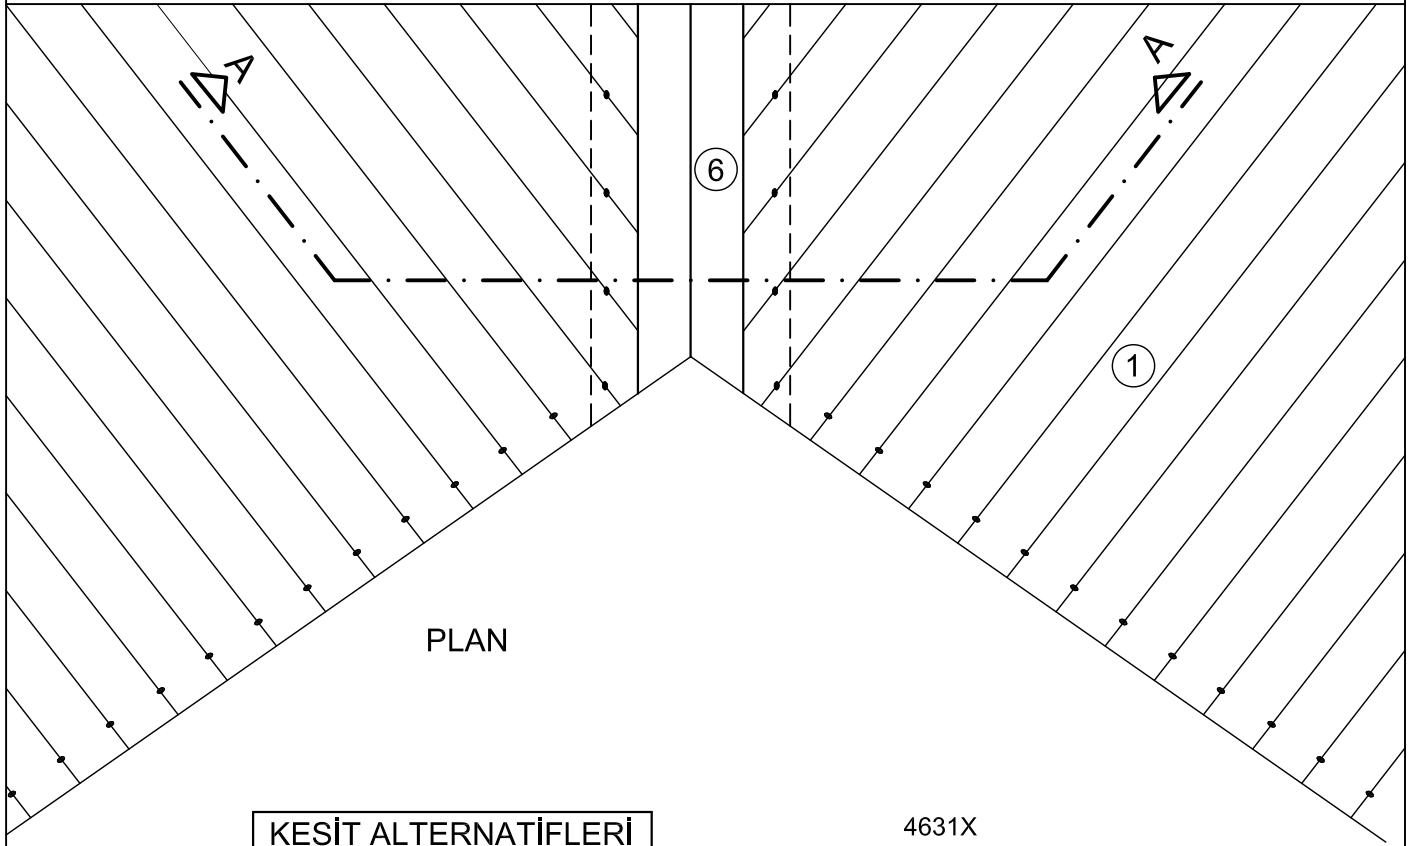 A A
6
1
PLAN
KESİT ALTERNATİFLERİ
4631X